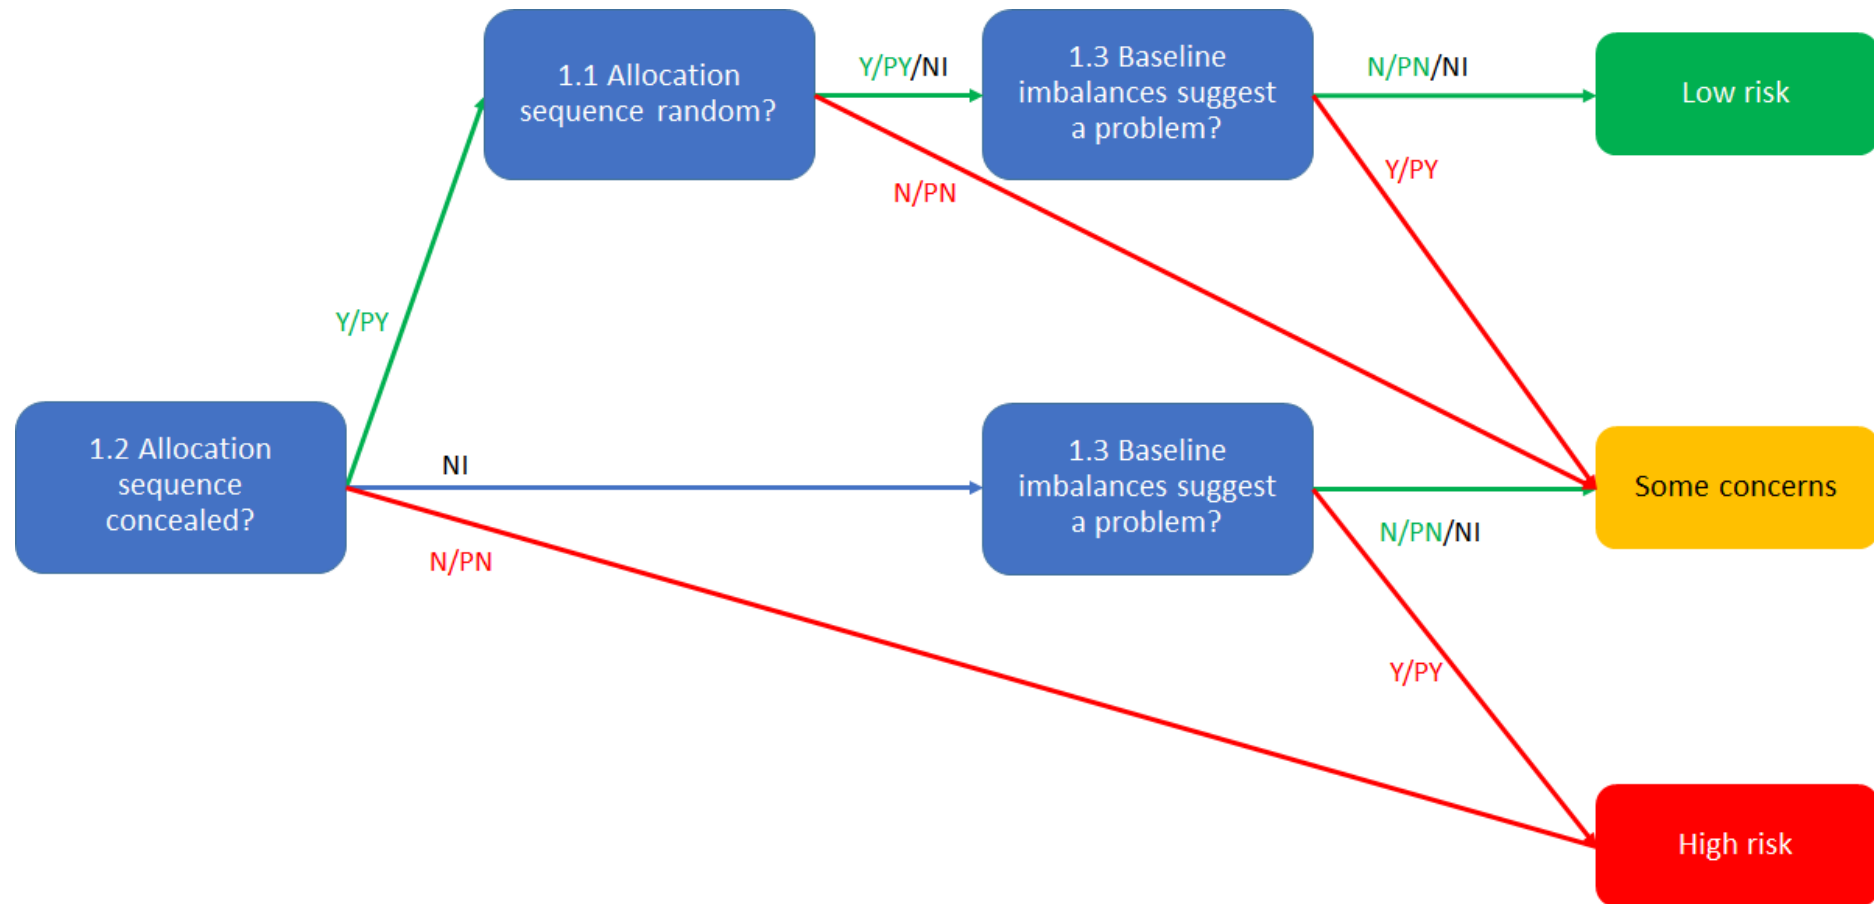 1.1 Allocation
sequence random?
Y/PY/NI
1.3 Baseline
imbalances suggest
a problem?
N/PN/NI
Low risk
N/PN
Y/PY
Y/PY
1.2 Allocation
sequence
concealed?
NI
N/PN
1.3 Baseline
imbalances suggest
a problem?
N/PN/NI
Some concerns
Y/PY
High risk